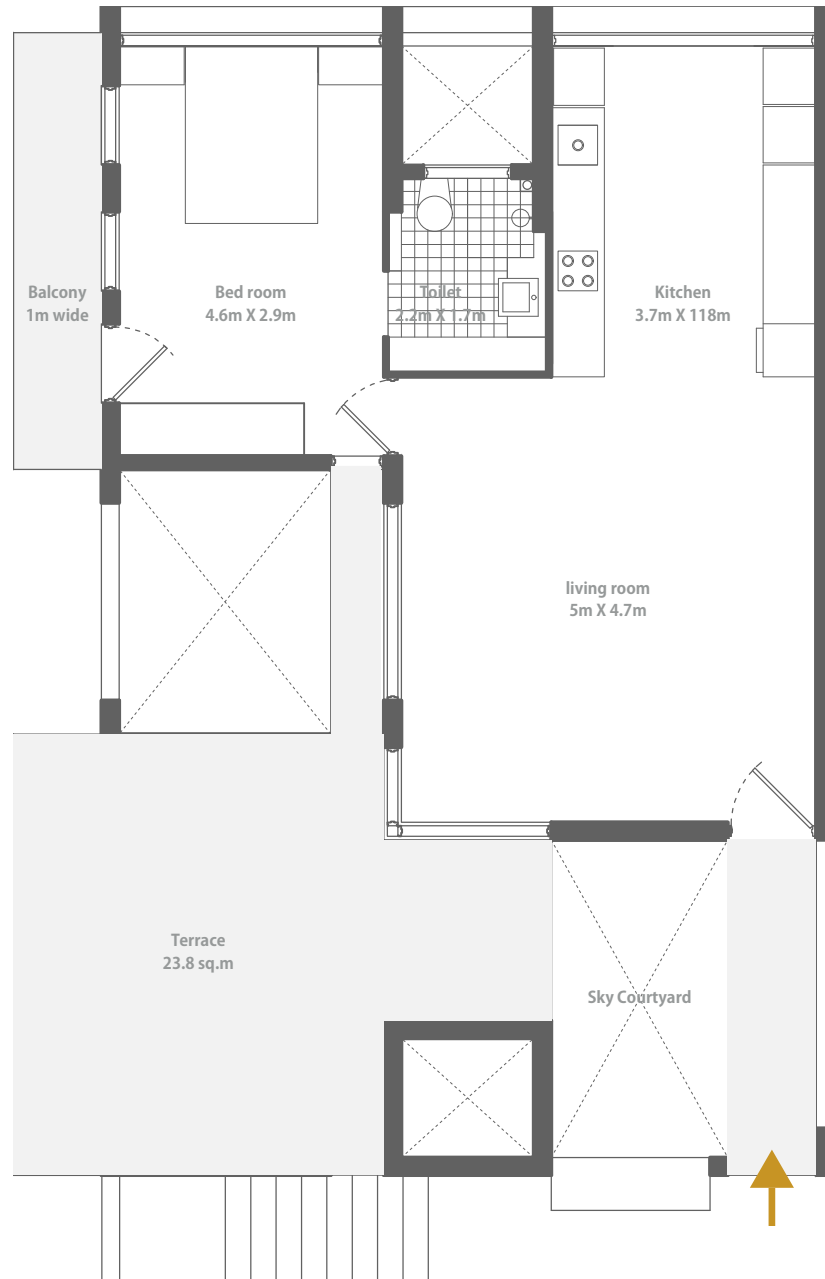 Balcony
1m wide
Bed room
4.6m X 2.9m
Toilet
2.2m X 1.7m
Kitchen
3.7m X 118m
living room
5m X 4.7m
Terrace
23.8 sq.m
Sky Courtyard